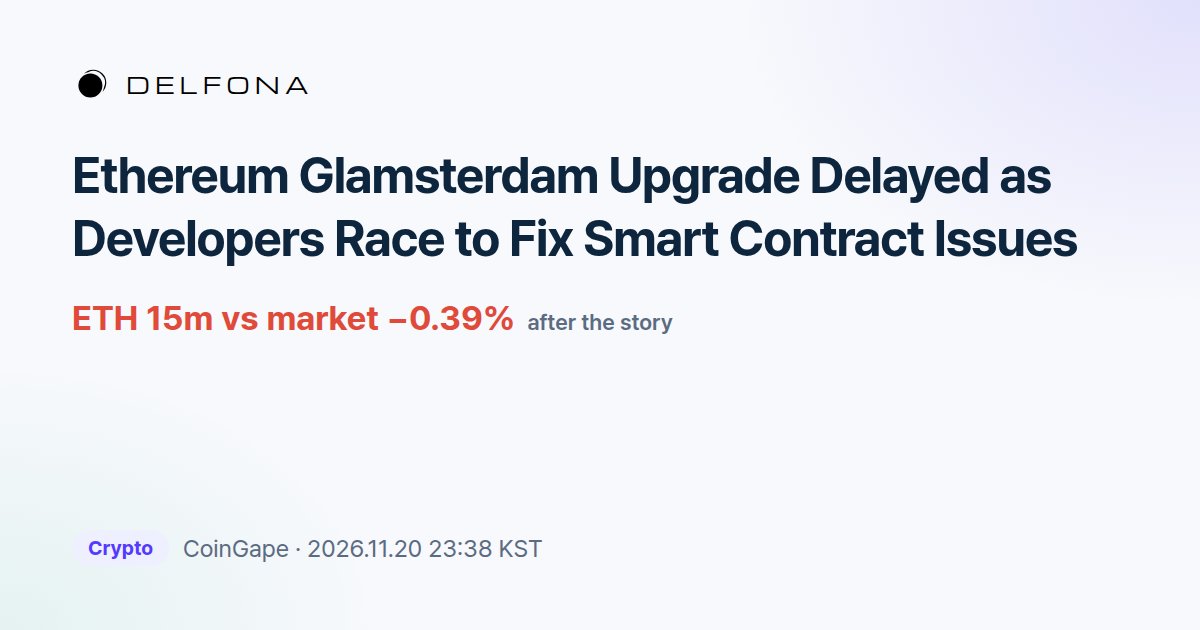 DELFONA
Ethereum Glamsterdam Upgrade Delayed as
Developers Race to Fix Smart Contract Issues
ETH 15m vs market −0.39% after the story
Crypto CoinGape · 2026.11.20 23:38 KST